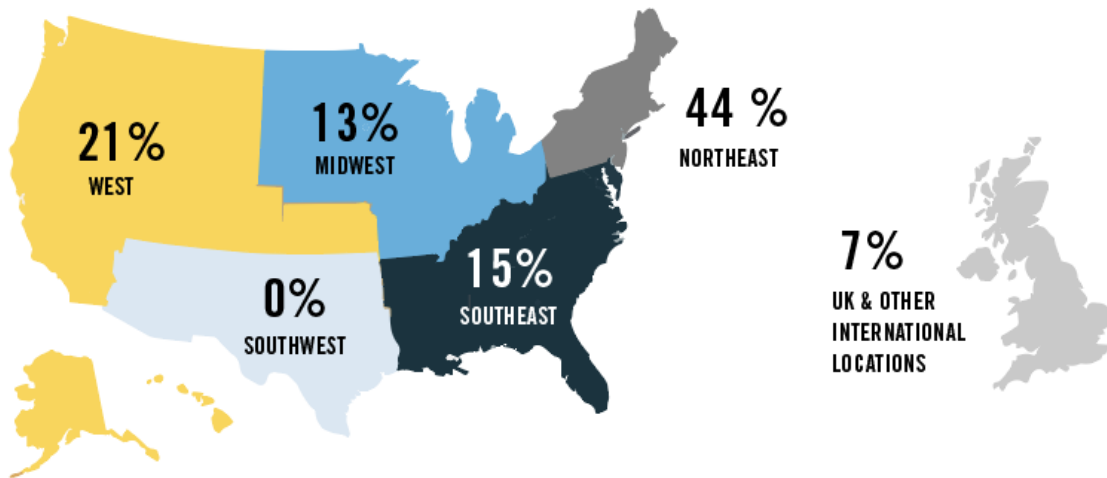 21%
WEST
13%
MIDWEST
44 %
NORTHEAST
0%
SOUTHWEST
15%
SOUTHEAST
7%
UK & OTHER
INTERNATIONAL
LOCATIONS